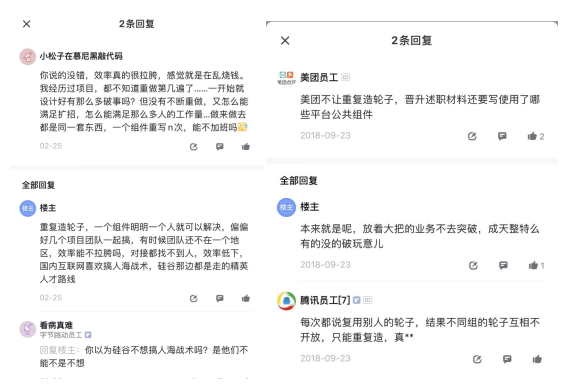 2条回复
小松子在慕尼黑敲代码
你说的没错，效率真的很拉胯，感觉就是在乱烧钱。
我经历过项目，都不知道重做第几遍了......一开始就
设计好有那么多破事吗？但没有不断重做，又怎么能
满足扩招，怎么能满足那么多人的工作量...做来做去
都是同一套东西，一个组件重写n次，能不加班吗
02-25
全部回复
楼主
楼主
重复造轮子，一个组件明明一个人就可以解决，偏偏
好几个项目团队一起搞，有时候团队还不在一个地
区，效率能不拉胯吗，对接都找不到人，效率低下，
国内互联网喜欢搞人海战术，硅谷那边都是走的精英
人才路线
02-25
看病真难
字节跳动员工
回复楼主：你以为硅谷不想搞人海战术吗？是他们不
能不是不想
2条回复
美团员工
美团不让重复造轮子，晋升述职材料还要写使用了哪
些平台公共组件
2018-09-23
2
全部回复
楼主
楼主
本来就是呢，放着大把的业务不去突破，成天整特么
有的没的破玩意儿
2018-09-23
1
腾讯员工[7]
每次都说复用别人的轮子，结果不同组的轮子互相不
开放，只能重复造，真**
2018-09-23